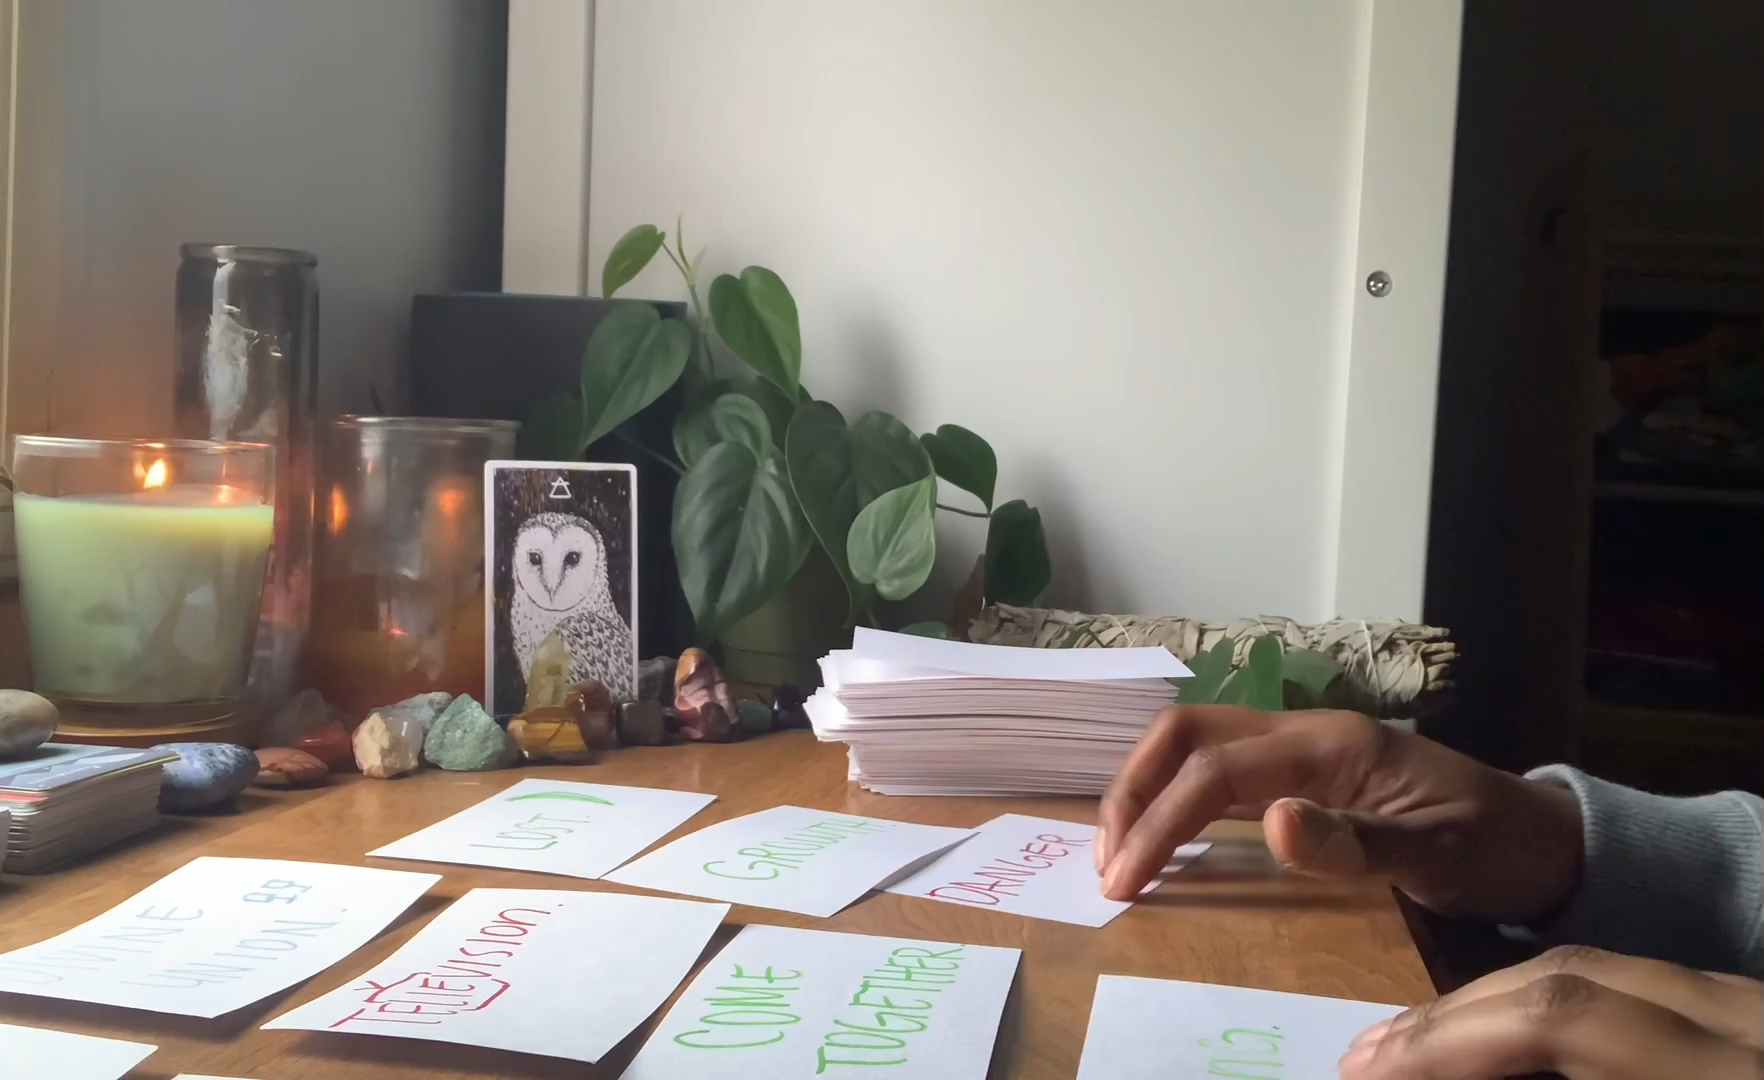 LOST.
GROWTH.
DANGER
DIVINE
UNION.
TELEVISION.
COME
TOGETHER.